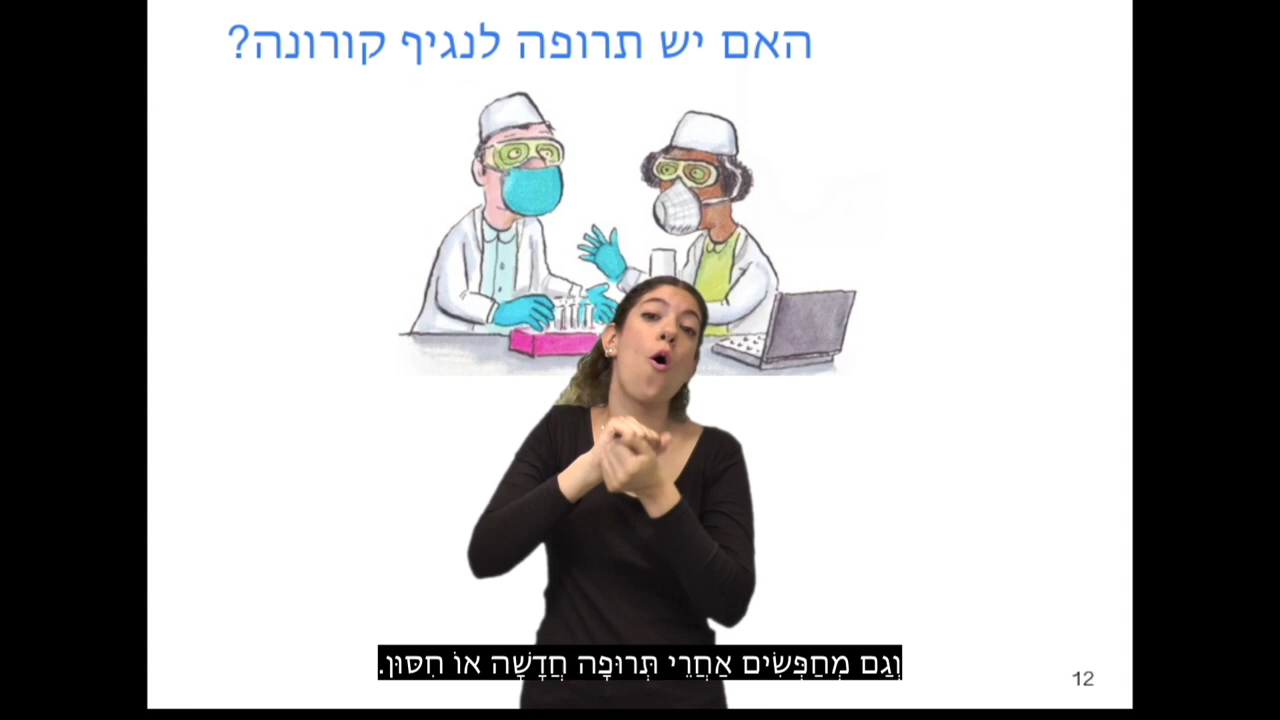 האם יש תרופה לנגיף קורונה?
וְגַם מְחַפְּשִׂים אַחֲרֵי תְּרוּפָה חֲדָשָׁה אוֹ חִסּוּן.
12